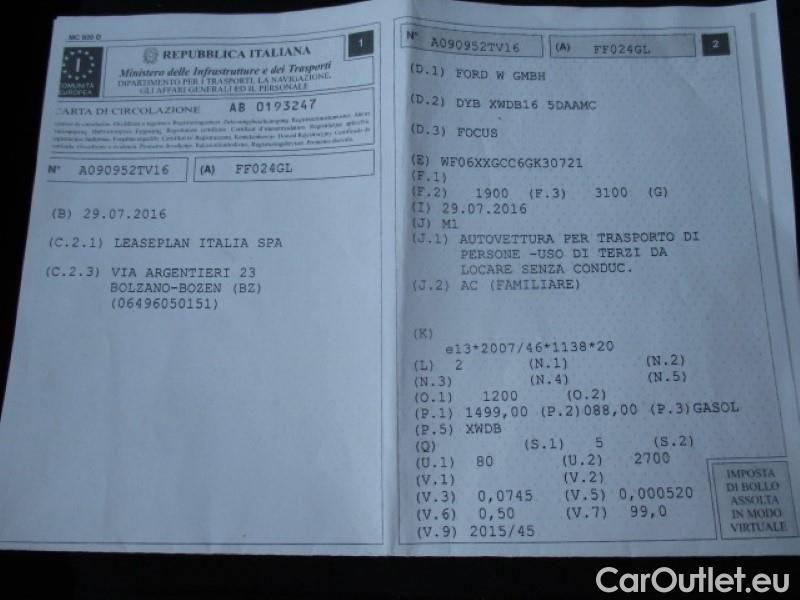 MC 820 D
1
REPUBBLICA ITALIANA
Ministero delle Infrastrutture e dei Trasporti
DIPARTIMENTO PER I TRASPORTI, LA NAVIGAZIONE,
GLI AFFARI GENERALI ED IL PERSONALE
I
COMUNITÀ
EUROPEA
CARTA DI CIRCOLAZIONE AB 0193247
N° A090952TV16 (A) FF024GL
(B) 29.07.2016
(C.2.1) LEASEPLAN ITALIA SPA
(C.2.3) VIA ARGENTIERI 23
BOLZANO-BOZEN (BZ)
(06496050151)
N° A090952TV16 (A) FF024GL 2
(D.1) FORD W GMBH
(D.2) DYB XWDB16 5DAAMC
(D.3) FOCUS
(E) WF06XXGCC6GK30721
(F.1)
(F.2) 1900 (F.3) 3100 (G)
(I) 29.07.2016
(J) M1
(J.1) AUTOVETTURA PER TRASPORTO DI
PERSONE -USO DI TERZI DA
LOCARE SENZA CONDUC.
(J.2) AC (FAMILIARE)
(K)
e13*2007/46*1138*20
(L) 2 (N.1) (N.2)
(N.3) (N.4) (N.5)
(O.1) 1200 (O.2)
(P.1) 1499,00 (P.2)088,00 (P.3)GASOL
(P.5) XWDB
(Q) (S.1) 5 (S.2)
(U.1) 80 (U.2) 2700
(V.1) (V.2)
(V.3) 0,0745 (V.5) 0,000520
(V.6) 0,50 (V.7) 99,0
(V.9) 2015/45
IMPOSTA
DI BOLLO
ASSOLTA
IN MODO
VIRTUALE
CarOutlet.eu